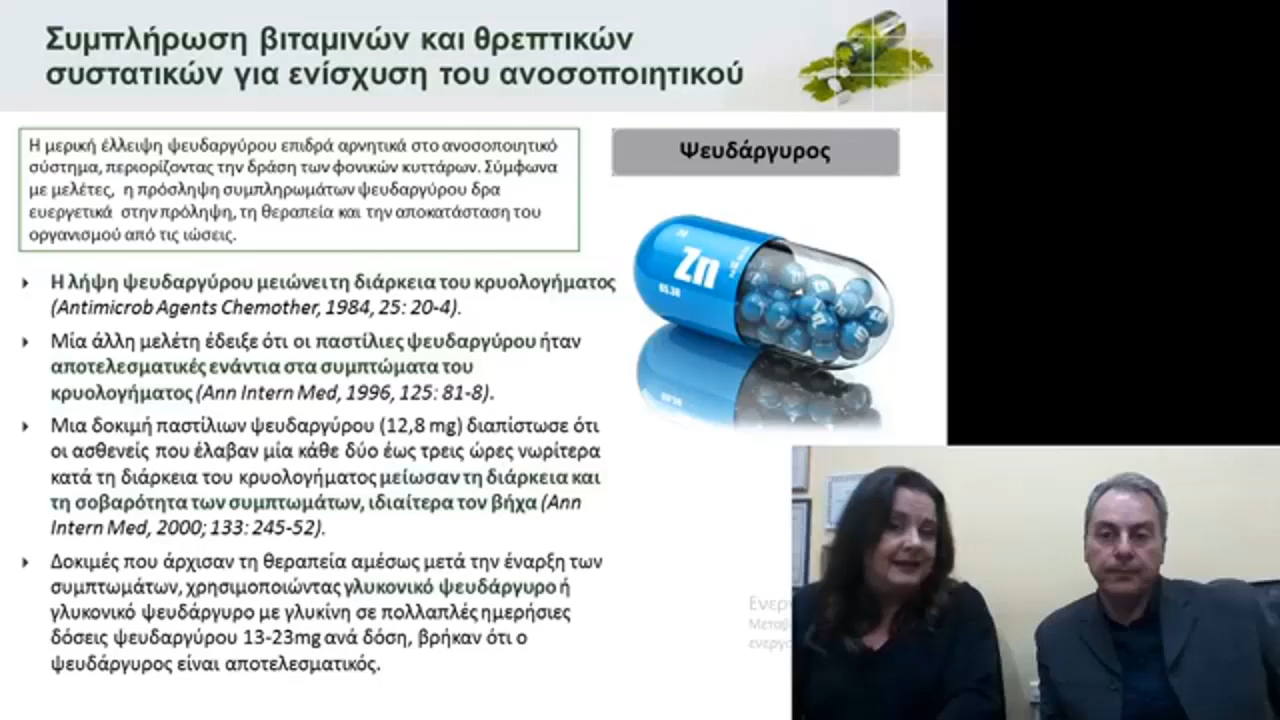 Συμπλήρωση βιταμινών και θρεπτικών
συστατικών για ενίσχυση του ανοσοποιητικού
Η μερική έλλειψη ψευδαργύρου επιδρά αρνητικά στο ανοσοποιητικό
σύστημα, περιορίζοντας την δράση των φονικών κυττάρων. Σύμφωνα
με μελέτες, η πρόσληψη συμπληρωμάτων ψευδαργύρου δρα
ευεργετικά στην πρόληψη, τη θεραπεία και την αποκατάσταση του
οργανισμού από τις ιώσεις.
Ψευδάργυρος
Zn
Η λήψη ψευδαργύρου μειώνει τη διάρκεια του κρυολογήματος
(Antimicrob Agents Chemother, 1984, 25: 20-4).
Μία άλλη μελέτη έδειξε ότι οι παστίλιες ψευδαργύρου ήταν
αποτελεσματικές ενάντια στα συμπτώματα του
κρυολογήματος (Ann Intern Med, 1996, 125: 81-8).
Μια δοκιμή παστίλιων ψευδαργύρου (12,8 mg) διαπίστωσε ότι
οι ασθενείς που έλαβαν μία κάθε δύο έως τρεις ώρες νωρίτερα
κατά τη διάρκεια του κρυολογήματος μείωσαν τη διάρκεια και
τη σοβαρότητα των συμπτωμάτων, ιδιαίτερα τον βήχα (Ann
Intern Med, 2000; 133: 245-52).
Δοκιμές που άρχισαν τη θεραπεία αμέσως μετά την έναρξη των
συμπτωμάτων, χρησιμοποιώντας γλυκονικό ψευδάργυρο ή
γλυκονικό ψευδάργυρο με γλυκίνη σε πολλαπλές ημερήσιες
δόσεις ψευδαργύρου 13-23mg ανά δόση, βρήκαν ότι ο
ψευδάργυρος είναι αποτελεσματικός.